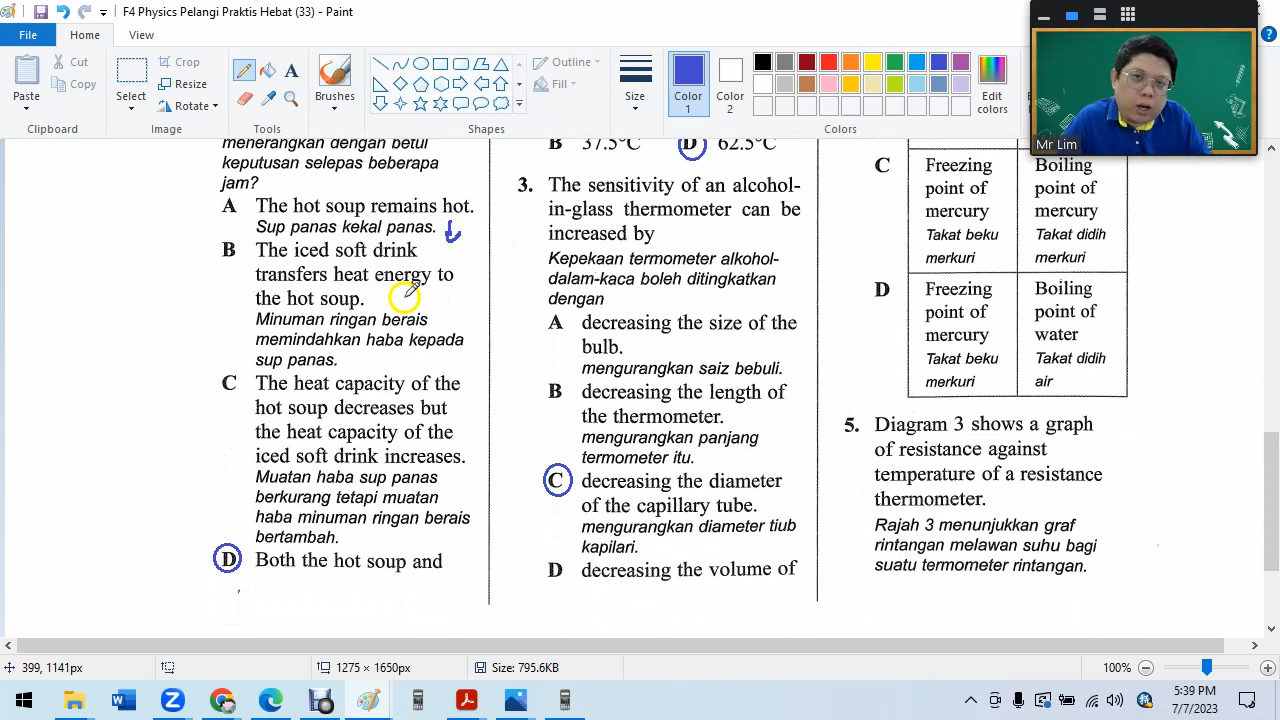 F4 Physics Pelangi Praktis Hebat (33) - Paint
File
Home
View
Paste
Cut
Copy
Clipboard
Select
Crop
Resize
Rotate
Image
Tools
Brushes
Shapes
Outline
Fill
Size
Color 1
Color 2
Edit colors
Colors
Mr Lim
menerangkan dengan betul
keputusan selepas beberapa
jam?
A The hot soup remains hot.
Sup panas kekal panas.
B The iced soft drink
transfers heat energy to
the hot soup.
Minuman ringan berais
memindahkan haba kepada
sup panas.
C The heat capacity of the
hot soup decreases but
the heat capacity of the
iced soft drink increases.
Muatan haba sup panas
berkurang tetapi muatan
haba minuman ringan berais
bertambah.
D Both the hot soup and
B 37.5°C D 62.5°C
3. The sensitivity of an alcohol-
in-glass thermometer can be
increased by
Kepekaan termometer alkohol-
dalam-kaca boleh ditingkatkan
dengan
A decreasing the size of the
bulb.
mengurangkan saiz bebuli.
B decreasing the length of
the thermometer.
mengurangkan panjang
termometer itu.
C decreasing the diameter
of the capillary tube.
mengurangkan diameter tiub
kapilari.
D decreasing the volume of
C Freezing Boiling
point of point of
mercury mercury
Takat beku Takat didih
merkuri merkuri
D Freezing Boiling
point of point of
mercury water
Takat beku Takat didih
merkuri air
5. Diagram 3 shows a graph
of resistance against
temperature of a resistance
thermometer.
Rajah 3 menunjukkan graf
rintangan melawan suhu bagi
suatu termometer rintangan.
399, 1141px
1275 × 1650px
Size: 795.6KB
100%
5:39 PM
7/7/2023